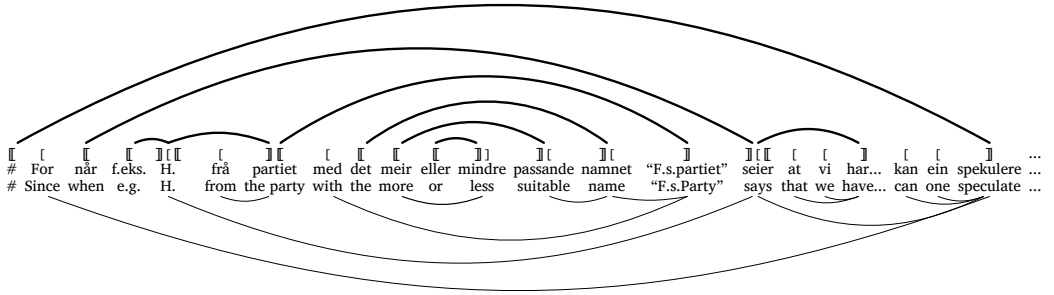 ⟦ [ ⟦ ⟦ ⟧[⟦ [ ⟧[ [ ⟦ ⟦ ⟦ ⟧] ⟧[ ⟧[ ⟧ ⟧[⟦ [ [ ⟧ [ [ ⟧ ...
# For når f.eks. H. frå partiet med det meir eller mindre passande namnet “F.s.partiet” seier at vi har... kan ein spekulere ...
# Since when e.g. H. from the party with the more or less suitable name “F.s.Party” says that we have... can one speculate ...